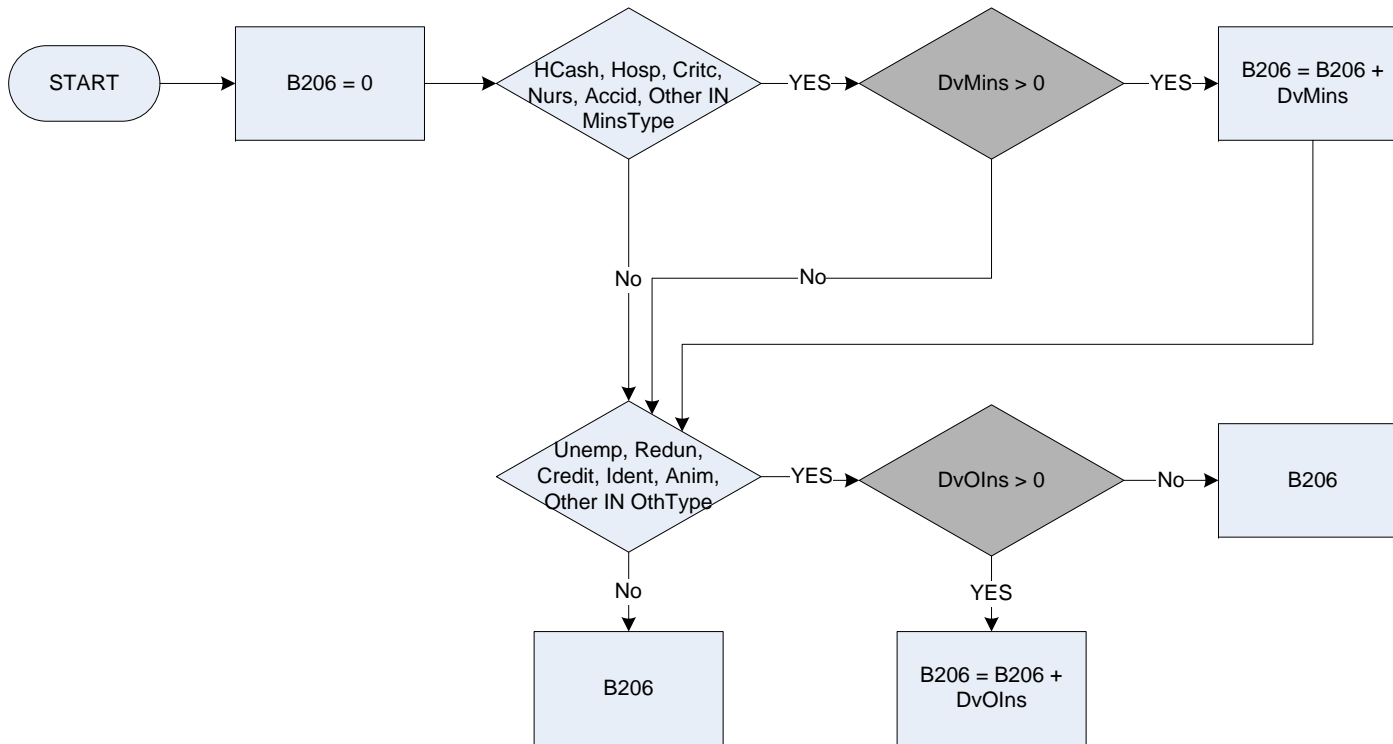 START
B206 = 0
HCash, Hosp, Critc,
Nurs, Accid, Other IN
MinsType
YES
DvMins > 0
YES
B206 = B206 +
DvMins
No
No
Unemp, Redun,
Credit, Ident, Anim,
Other IN OthType
YES
DvOIns > 0
No
B206
No
YES
B206
B206 = B206 +
DvOIns